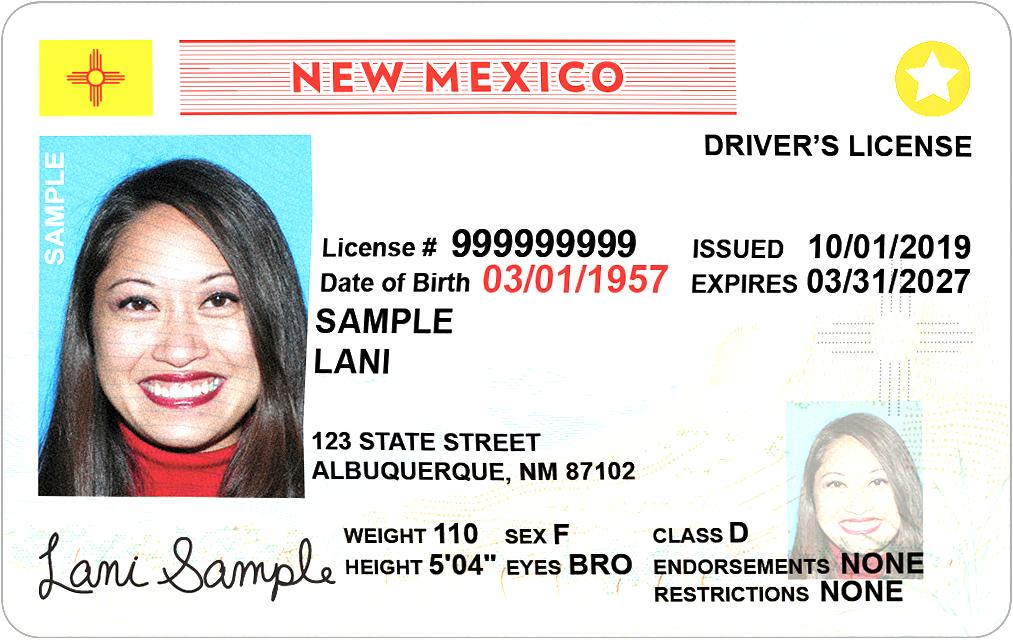 NEW MEXICO
DRIVER'S LICENSE
SAMPLE
License # 999999999
ISSUED 10/01/2019
Date of Birth 03/01/1957
EXPIRES 03/31/2027
SAMPLE
LANI
123 STATE STREET
ALBUQUERQUE, NM 87102
WEIGHT 110 SEX F
CLASS D
HEIGHT 5'04" EYES BRO
ENDORSEMENTS NONE
RESTRICTIONS NONE
Lani Sample